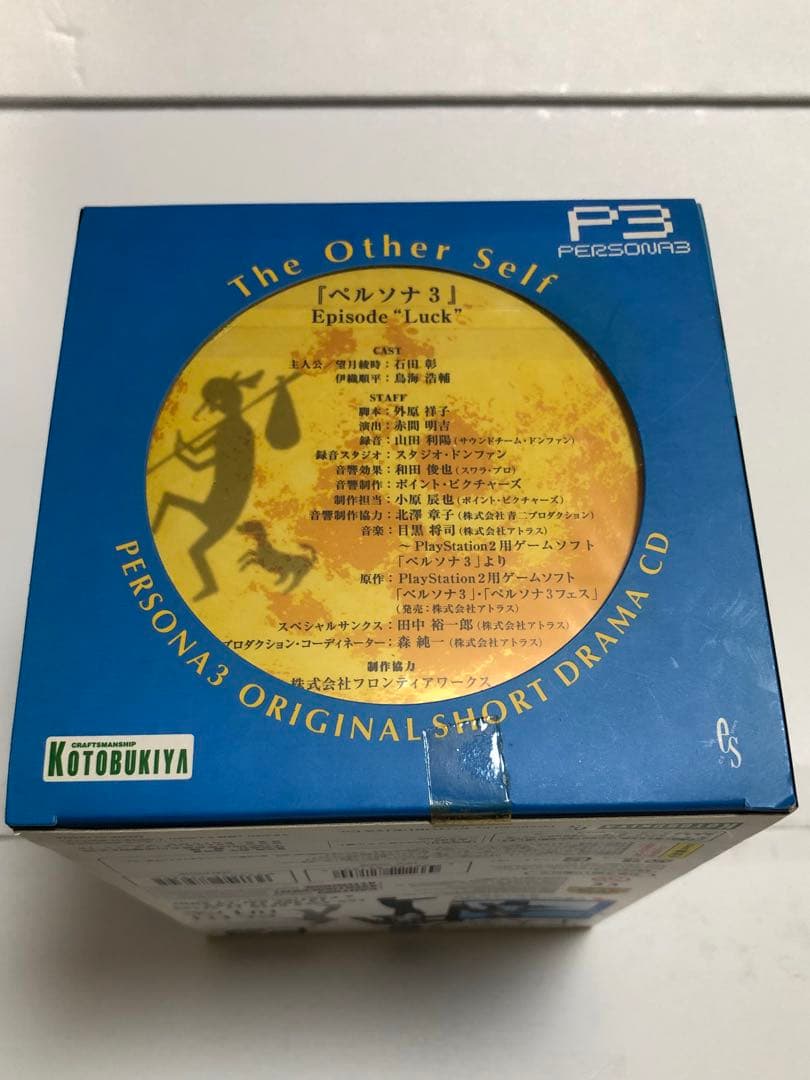 P3
PERSONA3
The Other Self
『ペルソナ3』
Episode “Luck”
CAST
主人公/望月綾時:石田 彰
伊織順平:鳥海 浩輔
STAFF
脚本:外原 祥子
演出:赤間 明吉
録音:山田 利陽(サウンドチーム・ドンファン)
録音スタジオ:スタジオ・ドンファン
音響効果:和田 俊也(スワラ・プロ)
音響制作:ポイント・ピクチャーズ
制作担当:小原 辰也(ポイント・ピクチャーズ)
音響制作協力:北澤 章子(株式会社 青二プロダクション)
音楽:目黒 将司(株式会社アトラス)
~PlayStation2用ゲームソフト
「ペルソナ3」より
原作:PlayStation2用ゲームソフト
「ペルソナ3」・「ペルソナ3フェス」
(発売:株式会社アトラス)
スペシャルサンクス:田中 裕一郎(株式会社アトラス)
プロダクション・コーディネーター:森 純一(株式会社アトラス)
制作協力
株式会社フロンティアワークス
PERSONA3 ORIGINAL SHORT DRAMA CD
CRAFTSMANSHIP
KOTOBUKIYA
es